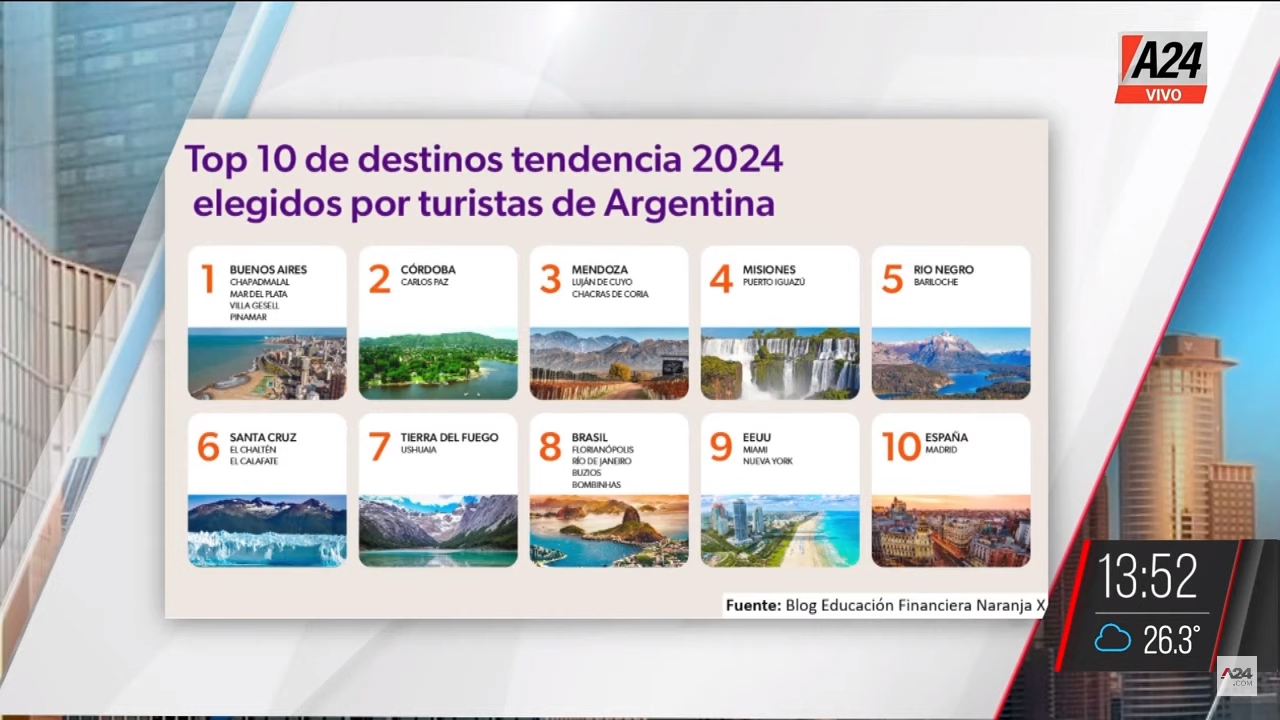 A24
VIVO
Top 10 de destinos tendencia 2024
elegidos por turistas de Argentina
1 BUENOS AIRES
CHAPADMALAL
MAR DEL PLATA
VILLA GESELL
PINAMAR
2 CÓRDOBA
CARLOS PAZ
3 MENDOZA
LUJÁN DE CUYO
CHACRAS DE CORIA
4 MISIONES
PUERTO IGUAZÚ
5 RIO NEGRO
BARILOCHE
6 SANTA CRUZ
EL CHALTÉN
EL CALAFATE
7 TIERRA DEL FUEGO
USHUAIA
8 BRASIL
FLORIANÓPOLIS
RÍO DE JANEIRO
BUZIOS
BOMBINHAS
9 EEUU
MIAMI
NUEVA YORK
10 ESPAÑA
MADRID
Fuente: Blog Educación Financiera Naranja X
13:52
26.3°
A24
.COM